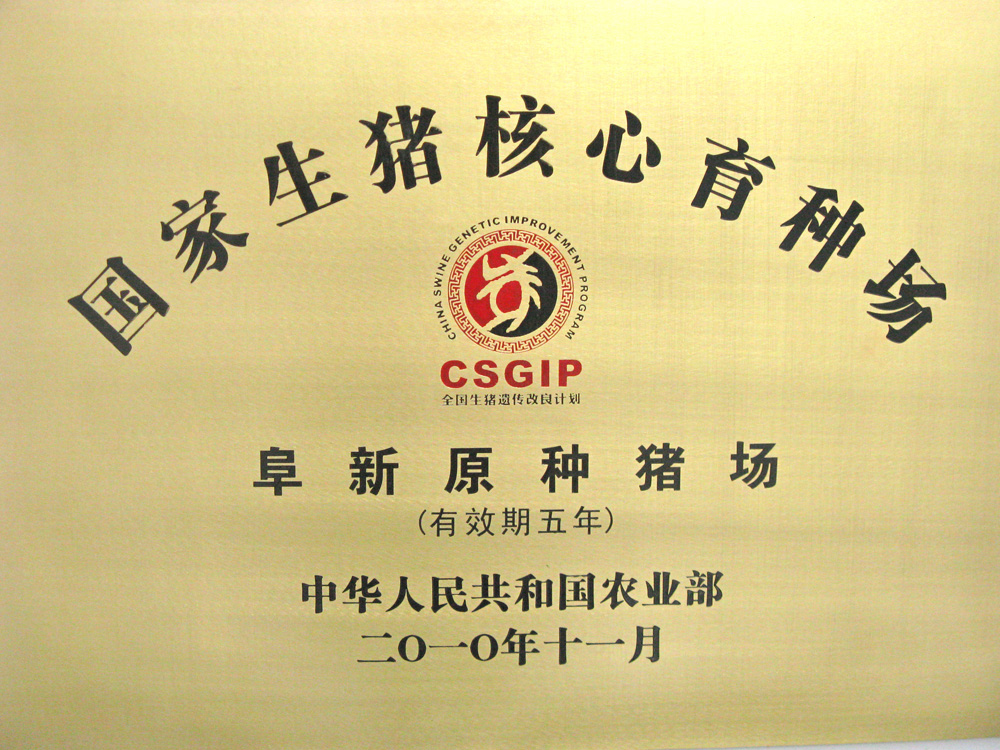 国家生猪核心育种场
CHINA SWINE GENETIC IMPROVEMENT PROGRAM
CSGIP
全国生猪遗传改良计划
阜新原种猪场
(有效期五年)
中华人民共和国农业部
二〇一〇年十一月